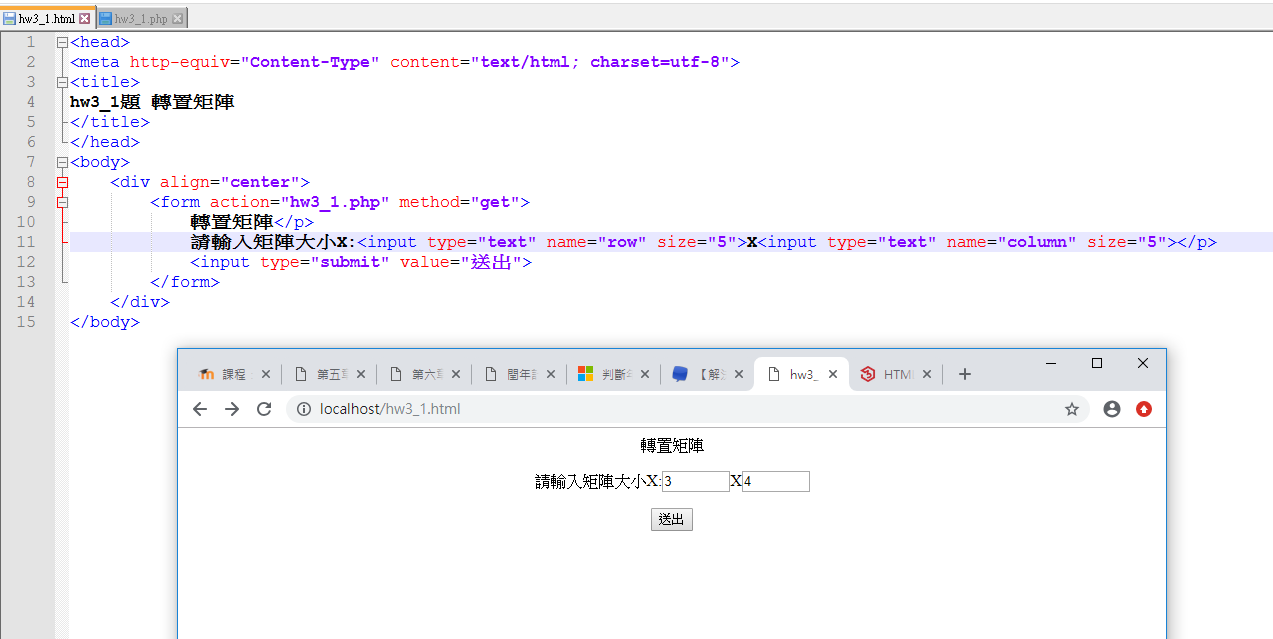 hw3_1.html hw3_1.php
1 <head>
2 <meta http-equiv="Content-Type" content="text/html; charset=utf-8">
3 <title>
4 hw3_1題 轉置矩陣
5 </title>
6 </head>
7 <body>
8 <div align="center">
9 <form action="hw3_1.php" method="get">
10 轉置矩陣</p>
11 請輸入矩陣大小X:<input type="text" name="row" size="5">X<input type="text" name="column" size="5"></p>
12 <input type="submit" value="送出">
13 </form>
14 </div>
15 </body>
課程 第五 第六 閏年 判斷 【解 hw3_ HTM
localhost/hw3_1.html
轉置矩陣
請輸入矩陣大小X:3 X4
送出